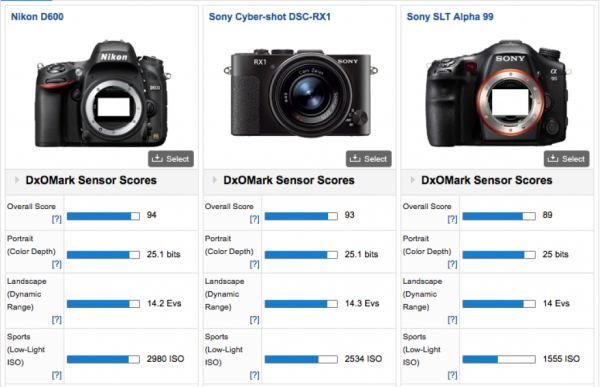 Nikon D600
Sony Cyber-shot DSC-RX1
Sony SLT Alpha 99
Nikon
D600
RX1
SONY
Carl Zeiss
SONY
α
99
Select
Select
Select
DxOMark Sensor Scores
DxOMark Sensor Scores
DxOMark Sensor Scores
Overall Score
[?]
94
Overall Score
[?]
93
Overall Score
[?]
89
Portrait
(Color Depth)
[?]
25.1 bits
Portrait
(Color Depth)
[?]
25.1 bits
Portrait
(Color Depth)
[?]
25 bits
Landscape
(Dynamic
Range)
[?]
14.2 Evs
Landscape
(Dynamic
Range)
[?]
14.3 Evs
Landscape
(Dynamic
Range)
[?]
14 Evs
Sports
(Low-Light
ISO)
[?]
2980 ISO
Sports
(Low-Light
ISO)
[?]
2534 ISO
Sports
(Low-Light
ISO)
[?]
1555 ISO